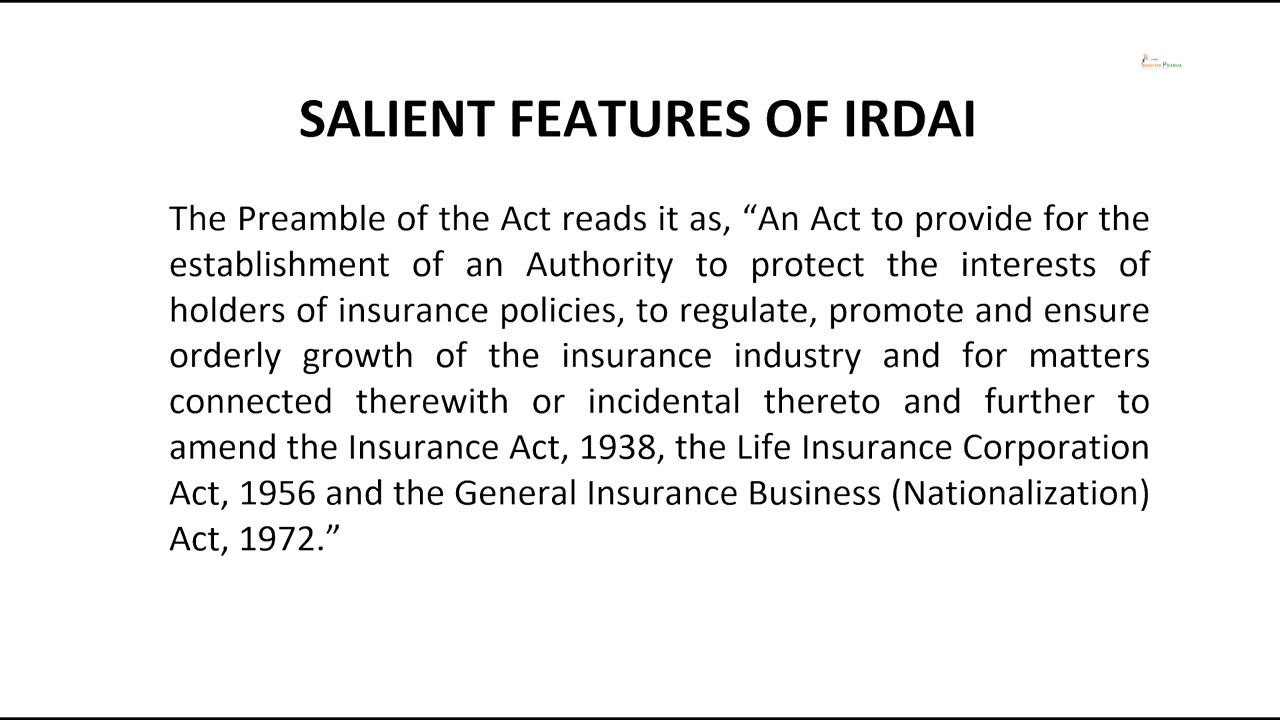 SWAYAM PRABHA
SALIENT FEATURES OF IRDAI
The Preamble of the Act reads it as, “An Act to provide for the
establishment of an Authority to protect the interests of
holders of insurance policies, to regulate, promote and ensure
orderly growth of the insurance industry and for matters
connected therewith or incidental thereto and further to
amend the Insurance Act, 1938, the Life Insurance Corporation
Act, 1956 and the General Insurance Business (Nationalization)
Act, 1972.”